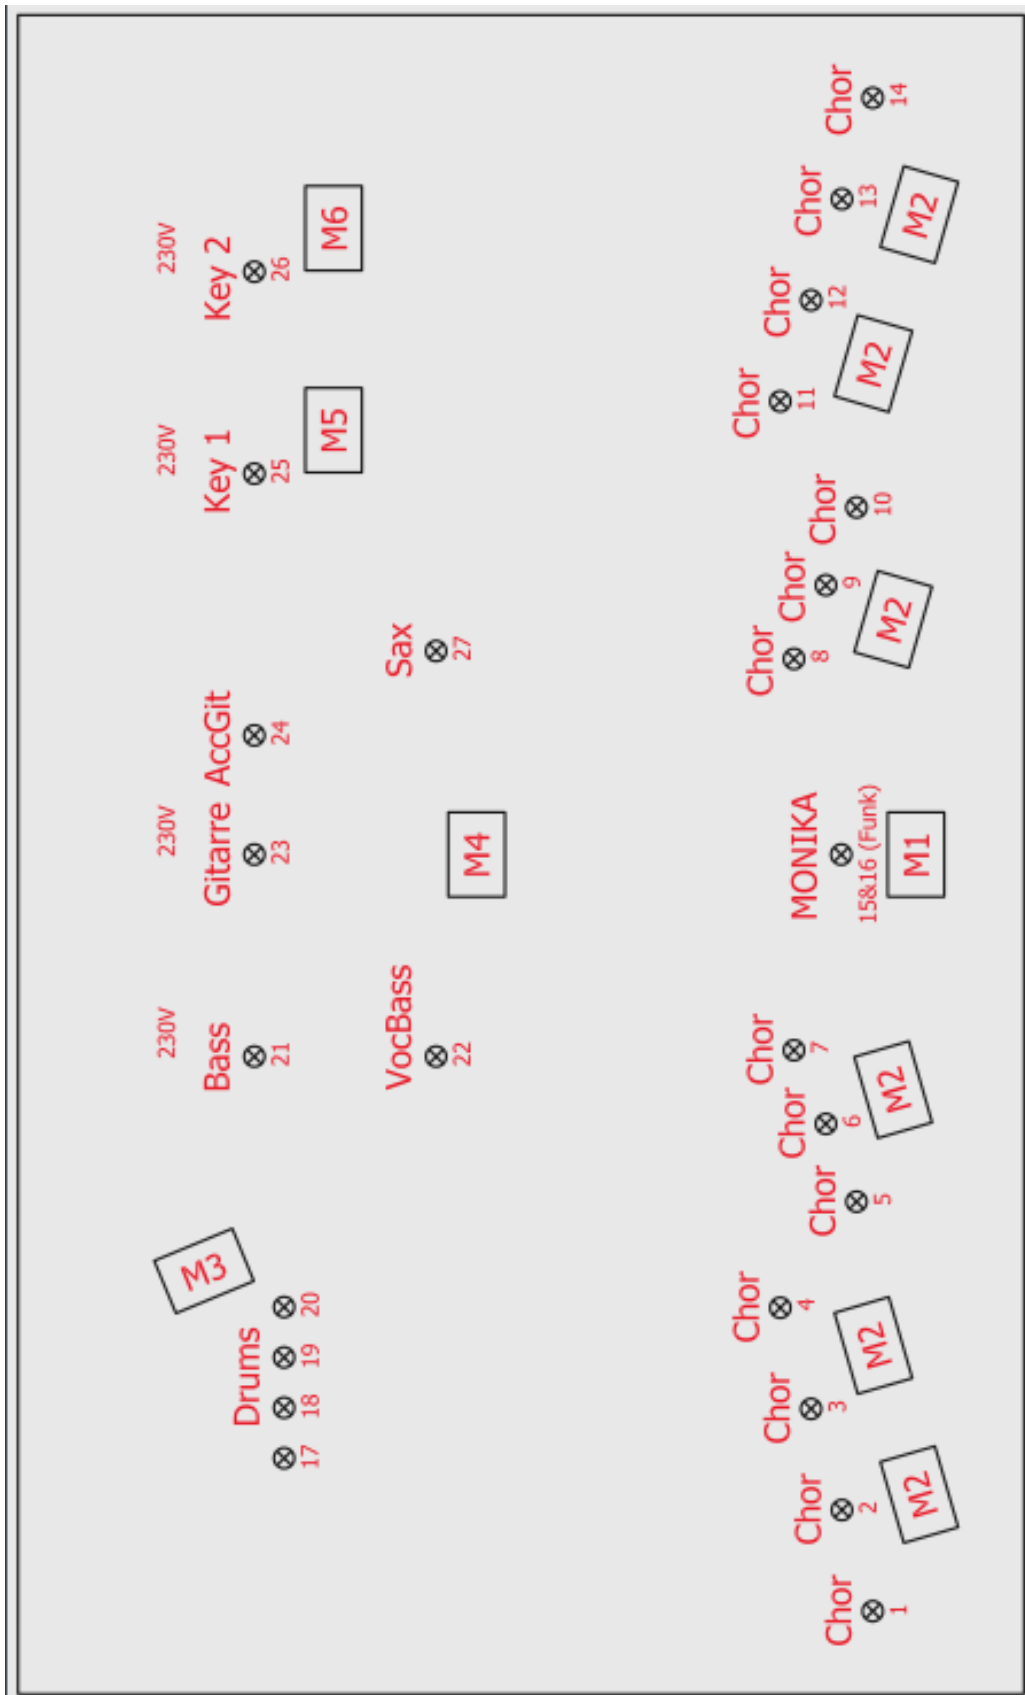 230V
230V
230V
230V
M3
Drums
17
18
19
20
Bass
21
Gitarre
23
AccGit
24
Key 1
25
M5
Key 2
26
M6
VocBass
22
M4
Sax
27
Chor
1
Chor
2
M2
Chor
3
Chor
4
M2
Chor
5
Chor
6
Chor
7
M2
MONIKA
15&16 (Funk)
M1
Chor
8
Chor
9
Chor
10
M2
Chor
11
Chor
12
M2
Chor
13
Chor
14
M2